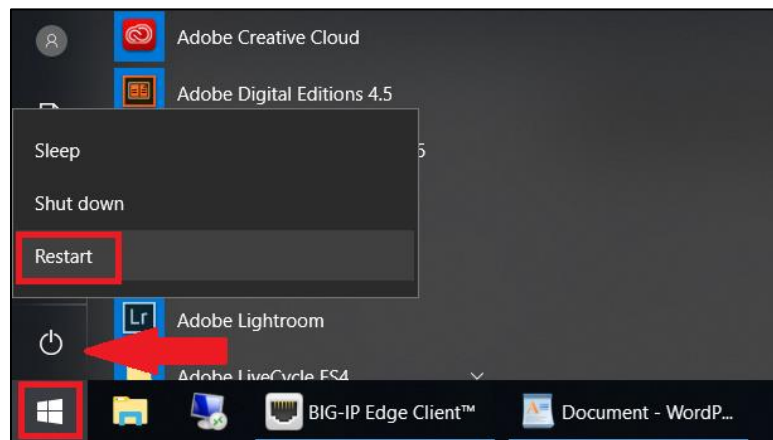 Adobe Creative Cloud
Adobe Digital Editions 4.5
Sleep
5
Shut down
Restart
Lr
Adobe Lightroom
Adobe LiveCycle ES4
BIG-IP Edge Client™
Document - WordP...